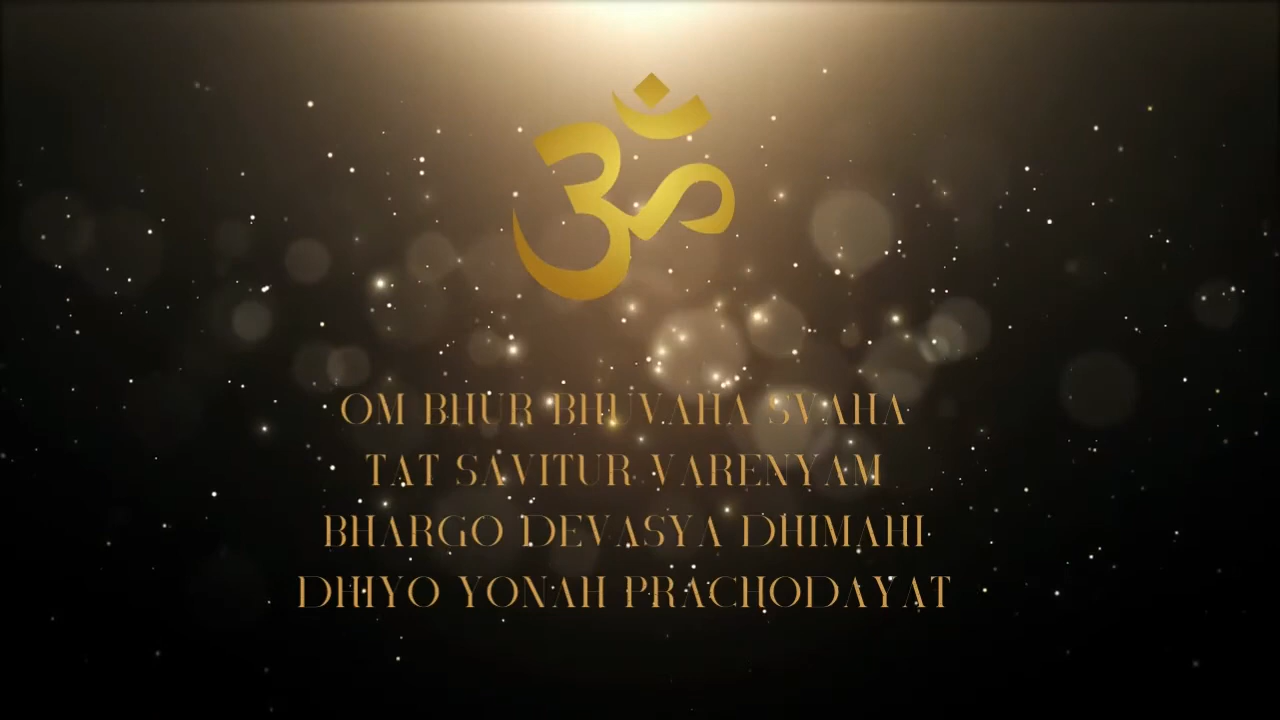 ॐ
OM BHUR BHUVAHA SVAHA
TAT SAVITUR VARENYAM
BHARGO DEVASYA DHIMAHI
DHIYO YONAH PRACHODAYAT